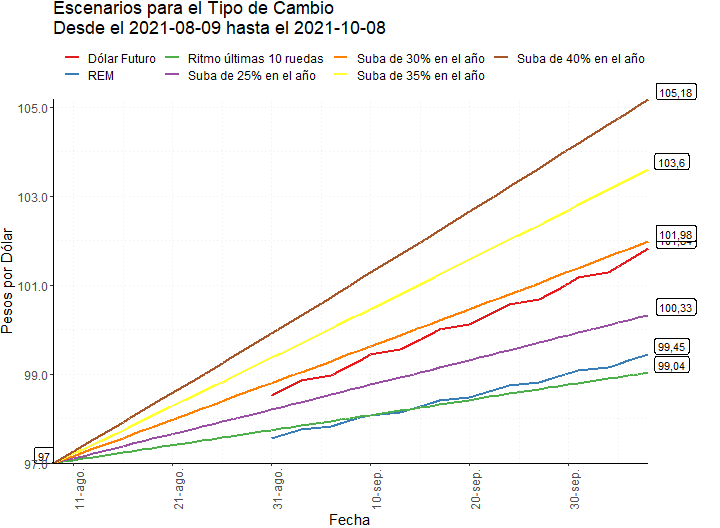 Escenarios para el Tipo de Cambio
Desde el 2021-08-09 hasta el 2021-10-08
Dólar Futuro Ritmo últimas 10 ruedas Suba de 30% en el año Suba de 40% en el año
REM Suba de 25% en el año Suba de 35% en el año
105,18
105.0
103,6
103.0
101,98
101.0
100,33
99,45
99.0
99,04
97
97.0
Pesos por Dólar
11-ago.
21-ago.
31-ago.
10-sep.
20-sep.
30-sep.
Fecha